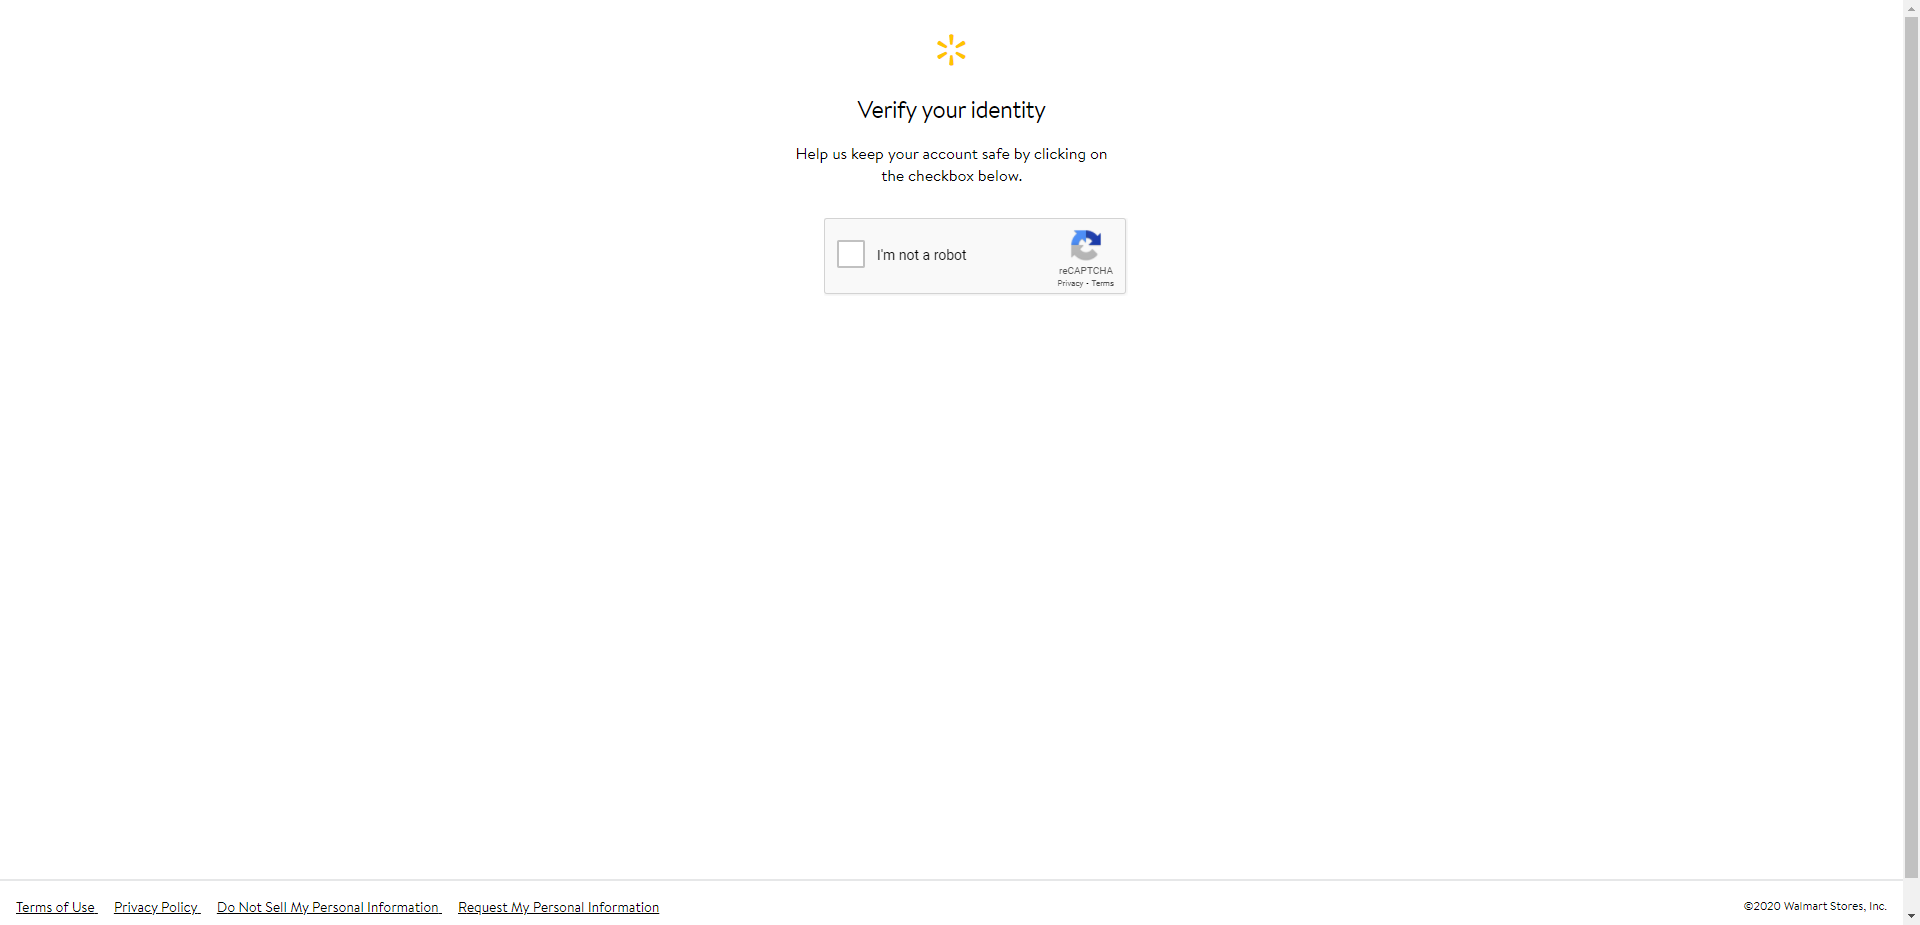 Verify your identity
Help us keep your account safe by clicking on
the checkbox below.
I'm not a robot
reCAPTCHA
Privacy - Terms
Terms of Use Privacy Policy Do Not Sell My Personal Information Request My Personal Information ©2020 Walmart Stores, Inc.